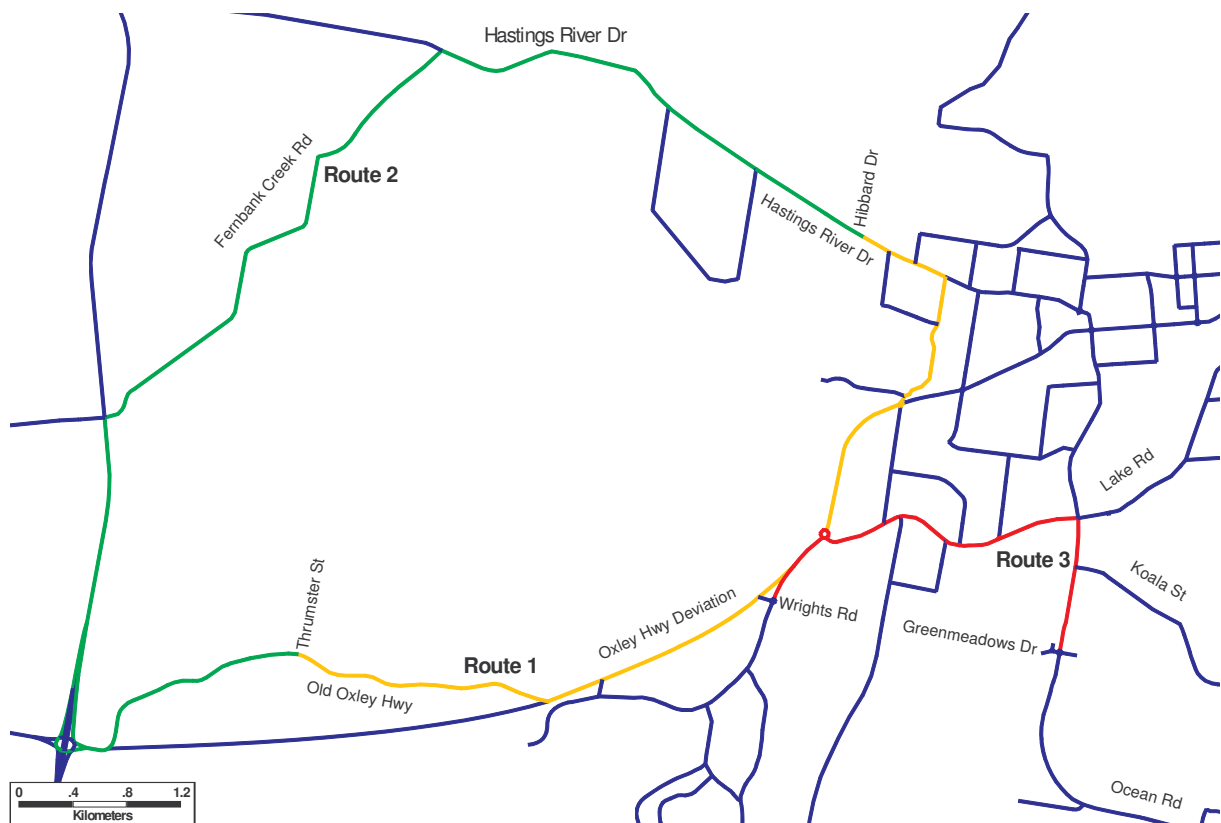 Hastings River Dr
Fernbank Creek Rd
Route 2
Hibbard Dr
Hastings River Dr
Lake Rd
Route 3
Koala St
Thrumster St
Oxley Hwy Deviation
Wrights Rd
Greenmeadows Dr
Route 1
Old Oxley Hwy
0 .4 .8 1.2
Kilometers
Ocean Rd